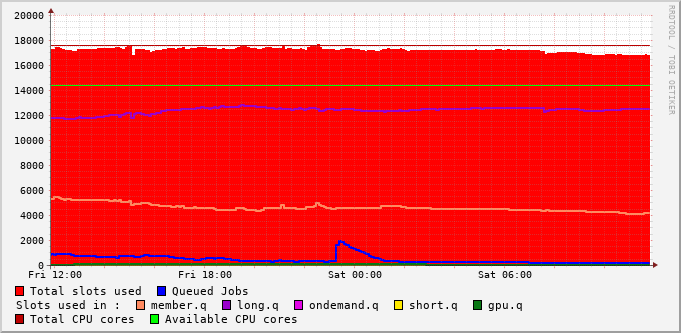 RRDTOOL / TOBI OETIKER
20000
18000
16000
14000
12000
10000
8000
6000
4000
2000
0
Fri 12:00 Fri 18:00 Sat 00:00 Sat 06:00
Total slots used Queued Jobs
Slots used in : member.q long.q ondemand.q short.q gpu.q
Total CPU cores Available CPU cores